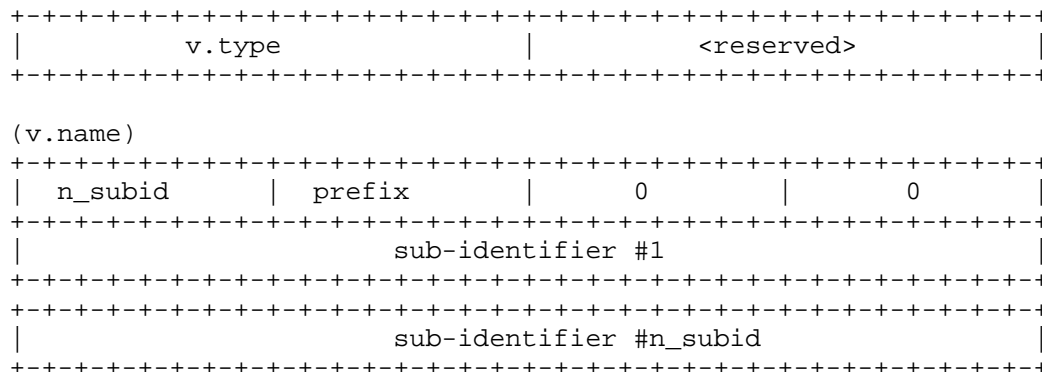 +-+-+-+-+-+-+-+-+-+-+-+-+-+-+-+-+-+-+-+-+-+-+-+-+-+-+-+-+-+-+-+-+
| v.type | <reserved> |
+-+-+-+-+-+-+-+-+-+-+-+-+-+-+-+-+-+-+-+-+-+-+-+-+-+-+-+-+-+-+-+-+
(v.name)
+-+-+-+-+-+-+-+-+-+-+-+-+-+-+-+-+-+-+-+-+-+-+-+-+-+-+-+-+-+-+-+-+
| n_subid | prefix | 0 | 0 |
+-+-+-+-+-+-+-+-+-+-+-+-+-+-+-+-+-+-+-+-+-+-+-+-+-+-+-+-+-+-+-+-+
| sub-identifier #1 |
+-+-+-+-+-+-+-+-+-+-+-+-+-+-+-+-+-+-+-+-+-+-+-+-+-+-+-+-+-+-+-+-+
+-+-+-+-+-+-+-+-+-+-+-+-+-+-+-+-+-+-+-+-+-+-+-+-+-+-+-+-+-+-+-+-+
| sub-identifier #n_subid |
+-+-+-+-+-+-+-+-+-+-+-+-+-+-+-+-+-+-+-+-+-+-+-+-+-+-+-+-+-+-+-+-+